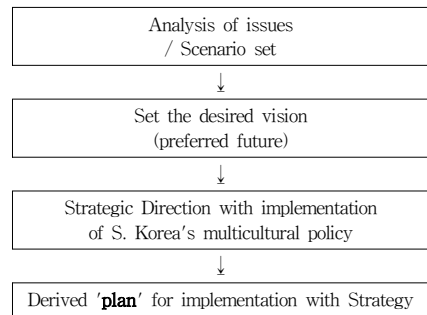 Analysis of issues
/ Scenario set
↓
Set the desired vision
(preferred future)
↓
Strategic Direction with implementation
of S. Korea's multicultural policy
↓
Derived 'plan' for implementation with Strategy